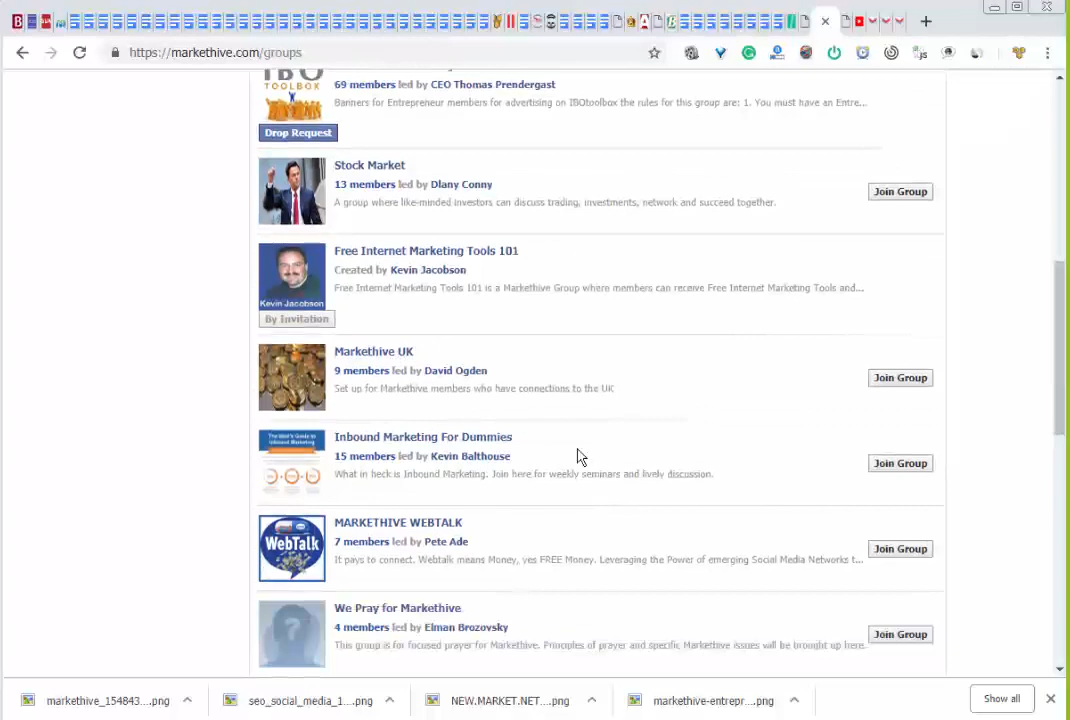 https://markethive.com/groups
IBO
TOOLBOX
69 members led by CEO Thomas Prendergast
Banners for Entrepreneur members for advertising on IBOtoolbox the rules for this group are: 1. You must have an Entre...
Drop Request
Stock Market
13 members led by Dlany Conny
A group where like-minded investors can discuss trading, investments, network and succeed together.
Join Group
Free Internet Marketing Tools 101
Created by Kevin Jacobson
Free Internet Marketing Tools 101 is a Markethive Group where members can receive Free Internet Marketing Tools and...
Kevin Jacobson
By Invitation
Markethive UK
9 members led by David Ogden
Set up for Markethive members who have connections to the UK
Join Group
Inbound Marketing For Dummies
15 members led by Kevin Balthouse
What in heck is Inbound Marketing. Join here for weekly seminars and lively discussion.
Join Group
MARKETHIVE WEBTALK
7 members led by Pete Ade
It pays to connect. Webtalk means Money, yes FREE Money. Leveraging the Power of emerging Social Media Networks t...
WebTalk
Join Group
We Pray for Markethive
4 members led by Elman Brozovsky
This group is for focused prayer for Markethive. Principles of prayer and specific Markethive issues will be brought up here.
Join Group
markethive_154843....png
seo_social_media_1....png
NEW.MARKET.NET....png
markethive-entrepr....png
Show all